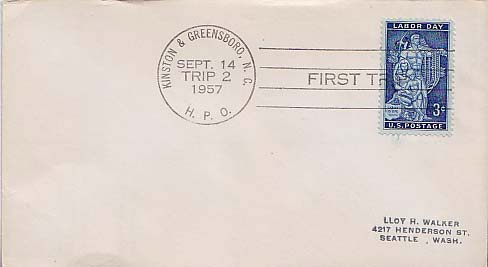 KINSTON & GREENSBORO, N. C.
SEPT. 14
TRIP 2
1957
H. P. O.
FIRST TRIP
LABOR DAY
3¢
U.S. POSTAGE
LLOY H. WALKER
4217 HENDERSON ST.
SEATTLE , WASH.